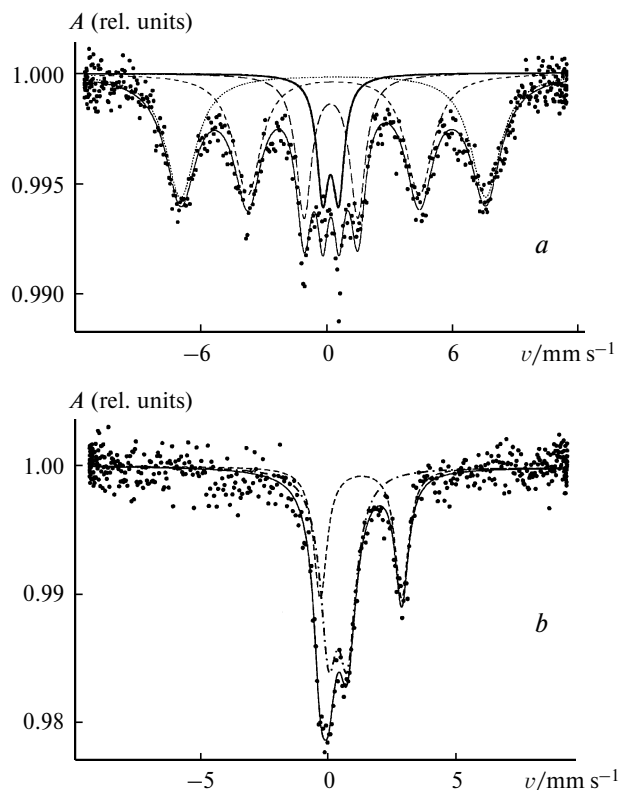 A (rel. units)
1.000
0.995
0.990
a
−6 0 6 v/mm s−1
A (rel. units)
1.00
0.99
0.98
b
−5 0 5 v/mm s−1